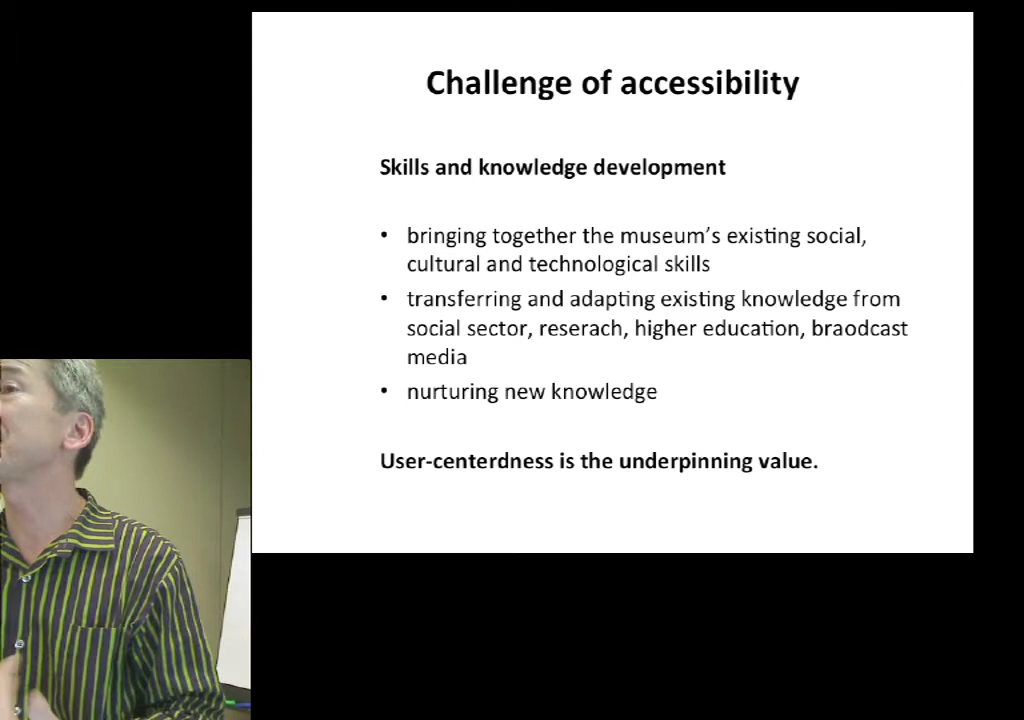 Challenge of accessibility
Skills and knowledge development
• bringing together the museum’s existing social,
cultural and technological skills
• transferring and adapting existing knowledge from
social sector, reserach, higher education, braodcast
media
• nurturing new knowledge
User-centerdness is the underpinning value.